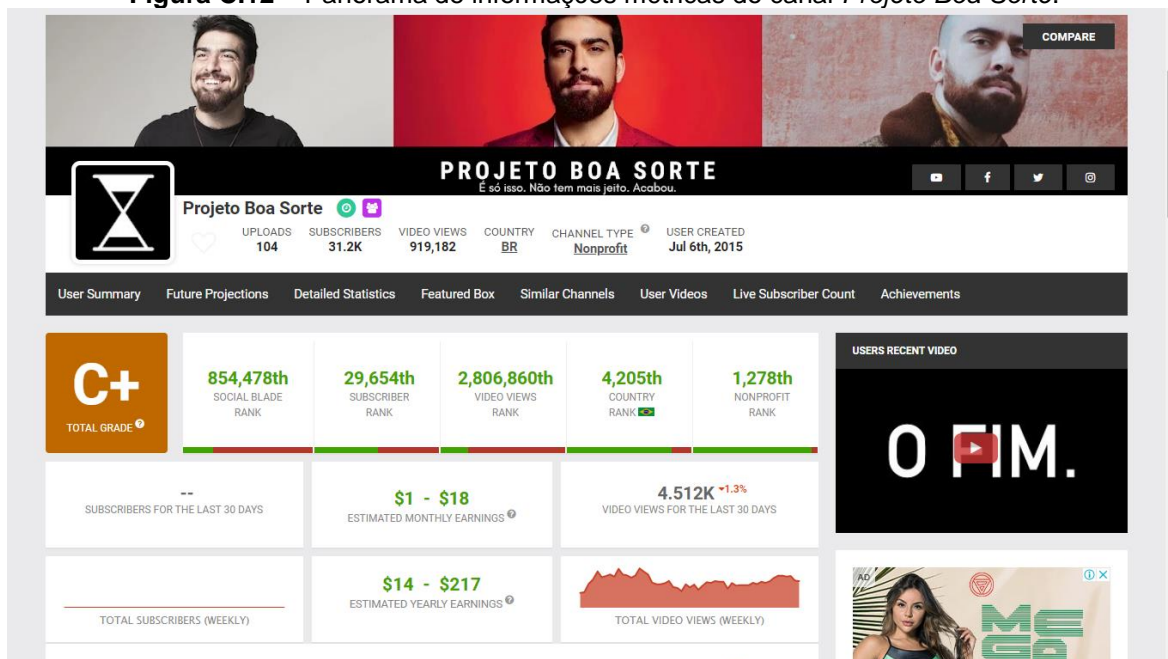 Figura 3.12 – Panorama de informações métricas do canal Projeto Boa Sorte.
COMPARE
PROJETO BOA SORTE
É só isso. Não tem mais jeito. Acabou.
Projeto Boa Sorte
UPLOADS SUBSCRIBERS VIDEO VIEWS COUNTRY CHANNEL TYPE USER CREATED
104 31.2K 919,182 BR Nonprofit Jul 6th, 2015
User Summary Future Projections Detailed Statistics Featured Box Similar Channels User Videos Live Subscriber Count Achievements
C+
TOTAL GRADE
854,478th 29,654th 2,806,860th 4,205th 1,278th
SOCIAL BLADE SUBSCRIBER VIDEO VIEWS COUNTRY NONPROFIT
RANK RANK RANK RANK RANK
USERS RECENT VIDEO
O FIM.
--
SUBSCRIBERS FOR THE LAST 30 DAYS
$1 - $18
ESTIMATED MONTHLY EARNINGS
4.512K -1.3%
VIDEO VIEWS FOR THE LAST 30 DAYS
TOTAL SUBSCRIBERS (WEEKLY)
$14 - $217
ESTIMATED YEARLY EARNINGS
TOTAL VIDEO VIEWS (WEEKLY)
AD
MEGA